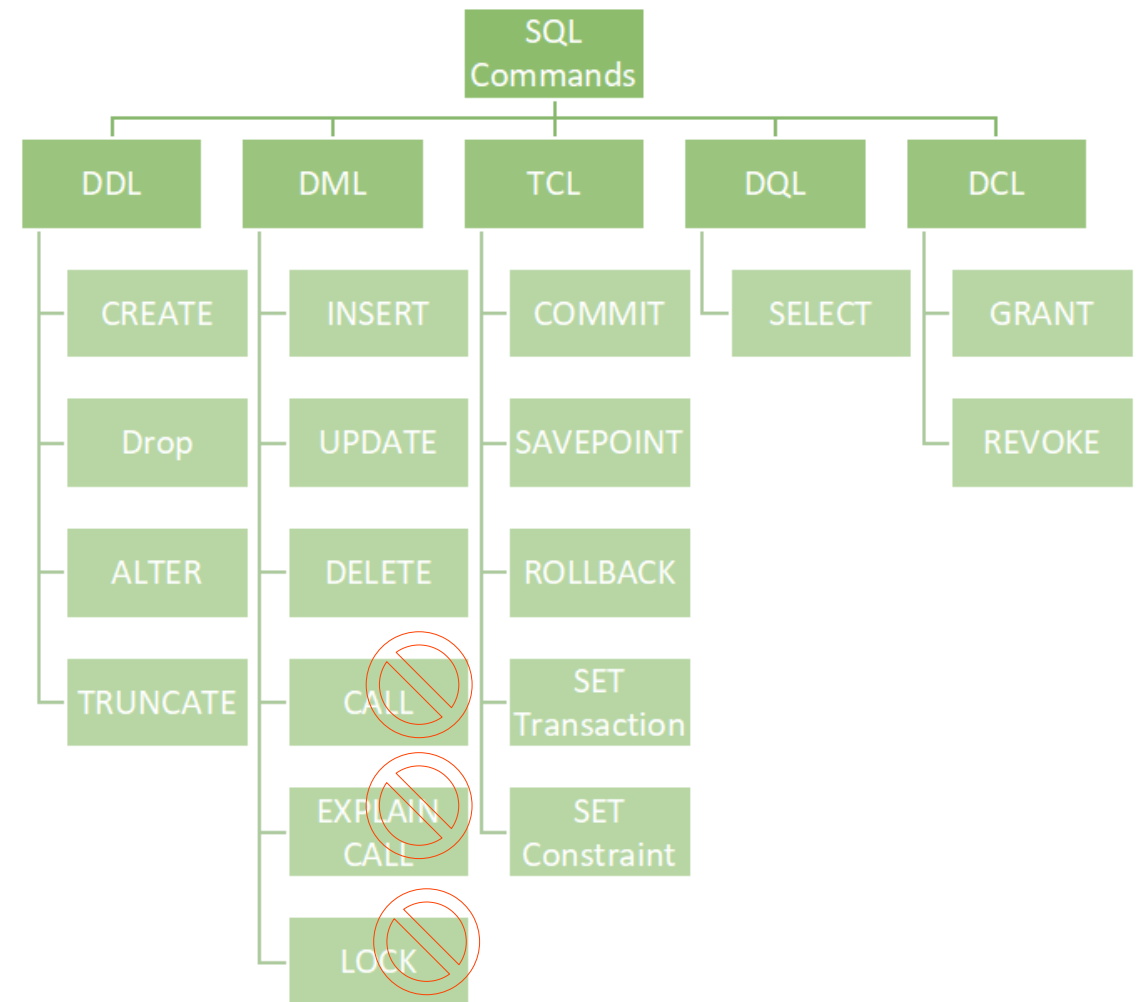 SQL
Commands
DDL
DML
TCL
DQL
DCL
CREATE
INSERT
COMMIT
SELECT
GRANT
Drop
UPDATE
SAVEPOINT
REVOKE
ALTER
DELETE
ROLLBACK
TRUNCATE
CALL
SET
Transaction
EXPLAIN
CALL
SET
Constraint
LOCK